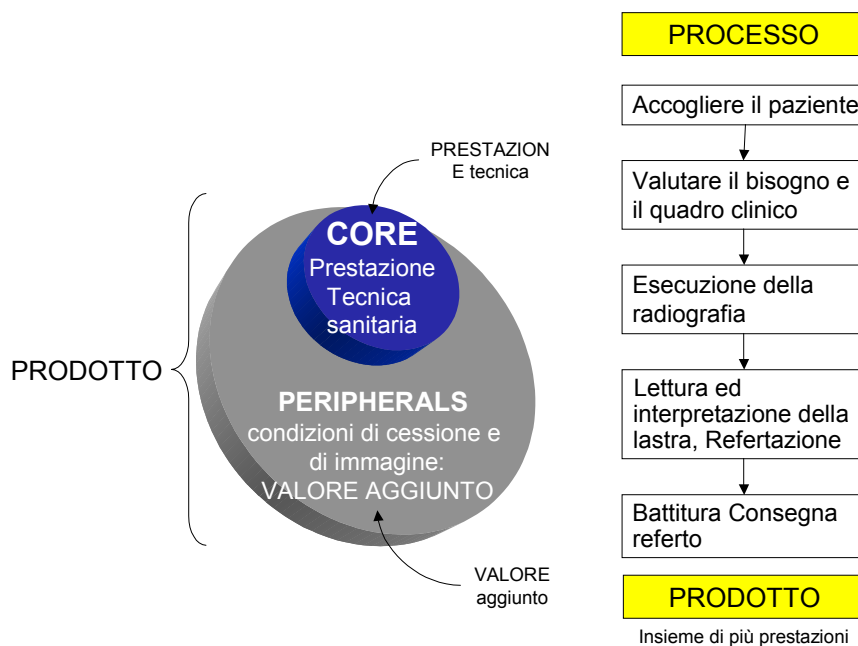 PROCESSO
Accogliere il paziente
Valutare il bisogno e
il quadro clinico
Esecuzione della
radiografia
Lettura ed
interpretazione della
lastra, Refertazione
Battitura Consegna
referto
PRODOTTO
Insieme di più prestazioni
PRESTAZION
E tecnica
CORE
Prestazione
Tecnica
sanitaria
PRODOTTO
PERIPHERALS
condizioni di cessione e
di immagine:
VALORE AGGIUNTO
VALORE
aggiunto